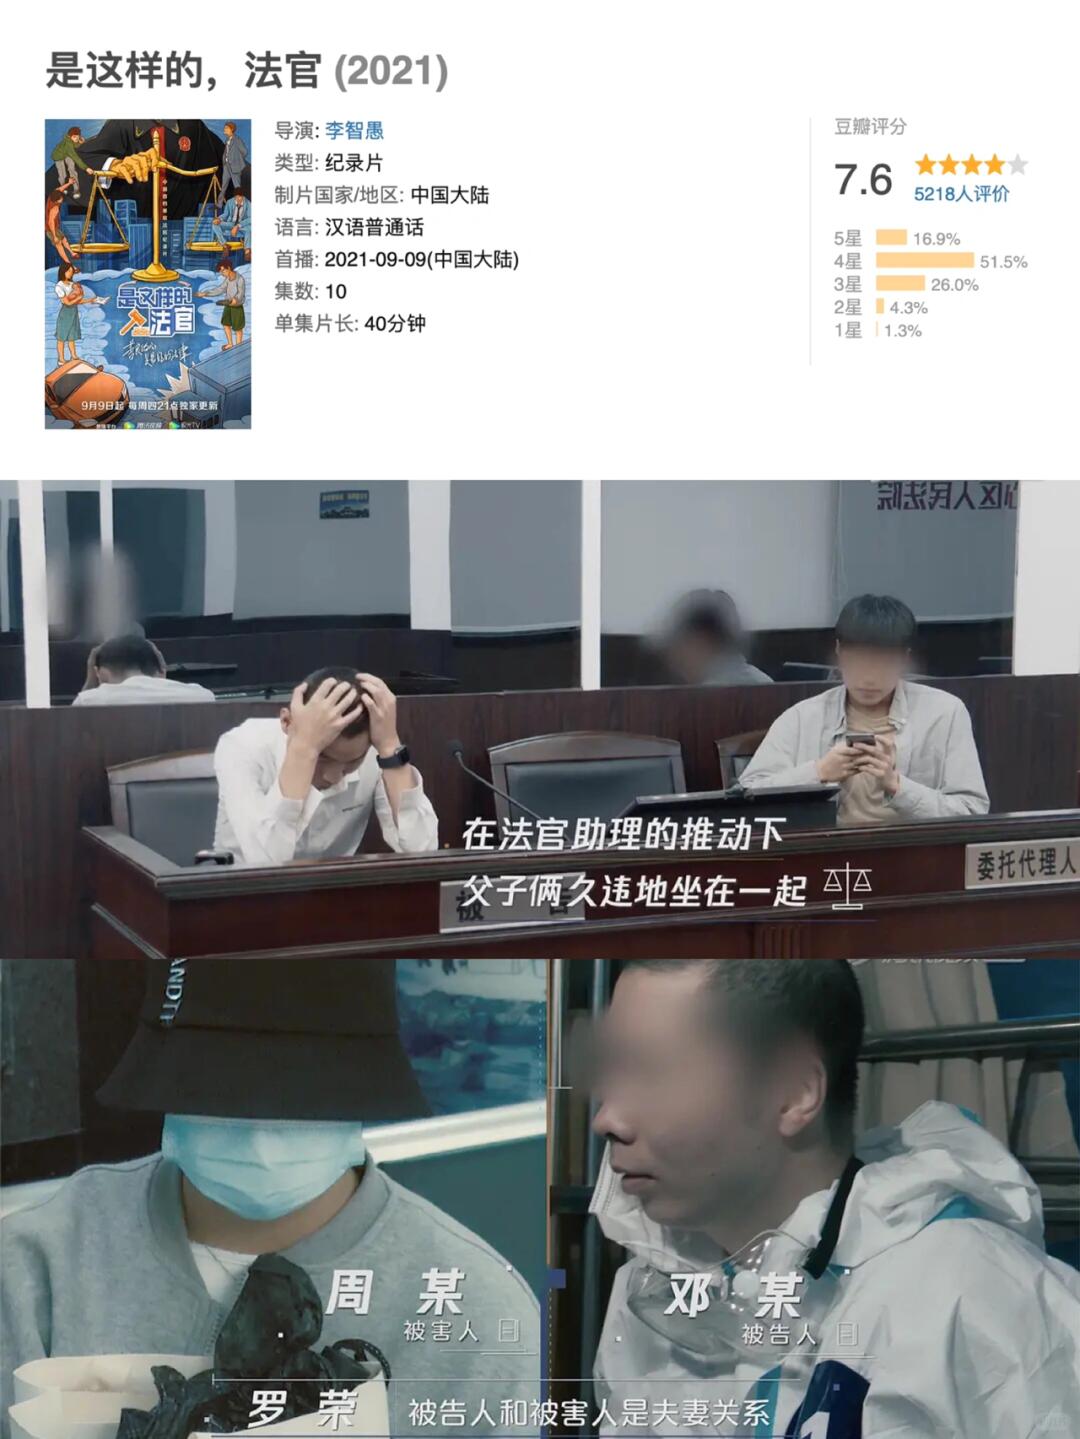 是这样的，法官 (2021)
导演: 李智愚
类型: 纪录片
制片国家/地区: 中国大陆
语言: 汉语普通话
首播: 2021-09-09(中国大陆)
集数: 10
单集片长: 40分钟
豆瓣评分
7.6
5218人评价
5星 16.9%
4星 51.5%
3星 26.0%
2星 4.3%
1星 1.3%
是这样的
法官
9月9日起 每周四21点独家更新
区人民法院
在法官助理的推动下
父子俩久违地坐在一起
被告
委托代理人
周某
被害人
邓某
被告人
罗荣
被告人和被害人是夫妻关系